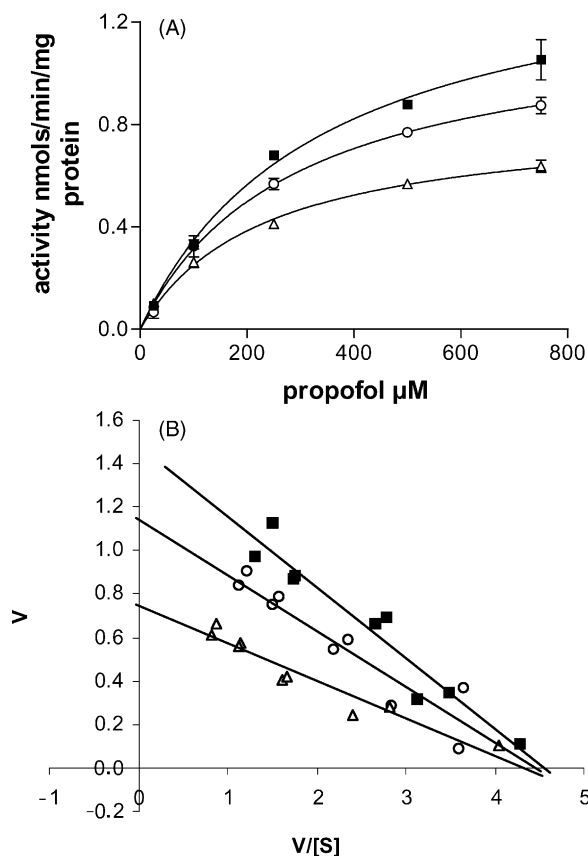 (A)
1.2
0.8
0.4
0.0
activity nmols/min/mg
protein
0 200 400 600 800
propofol µM
(B)
1.6
1.4
1.2
1.0
0.8
0.6
0.4
0.2
0.0
-0.2
V
-1 0 1 2 3 4 5
V/[S]